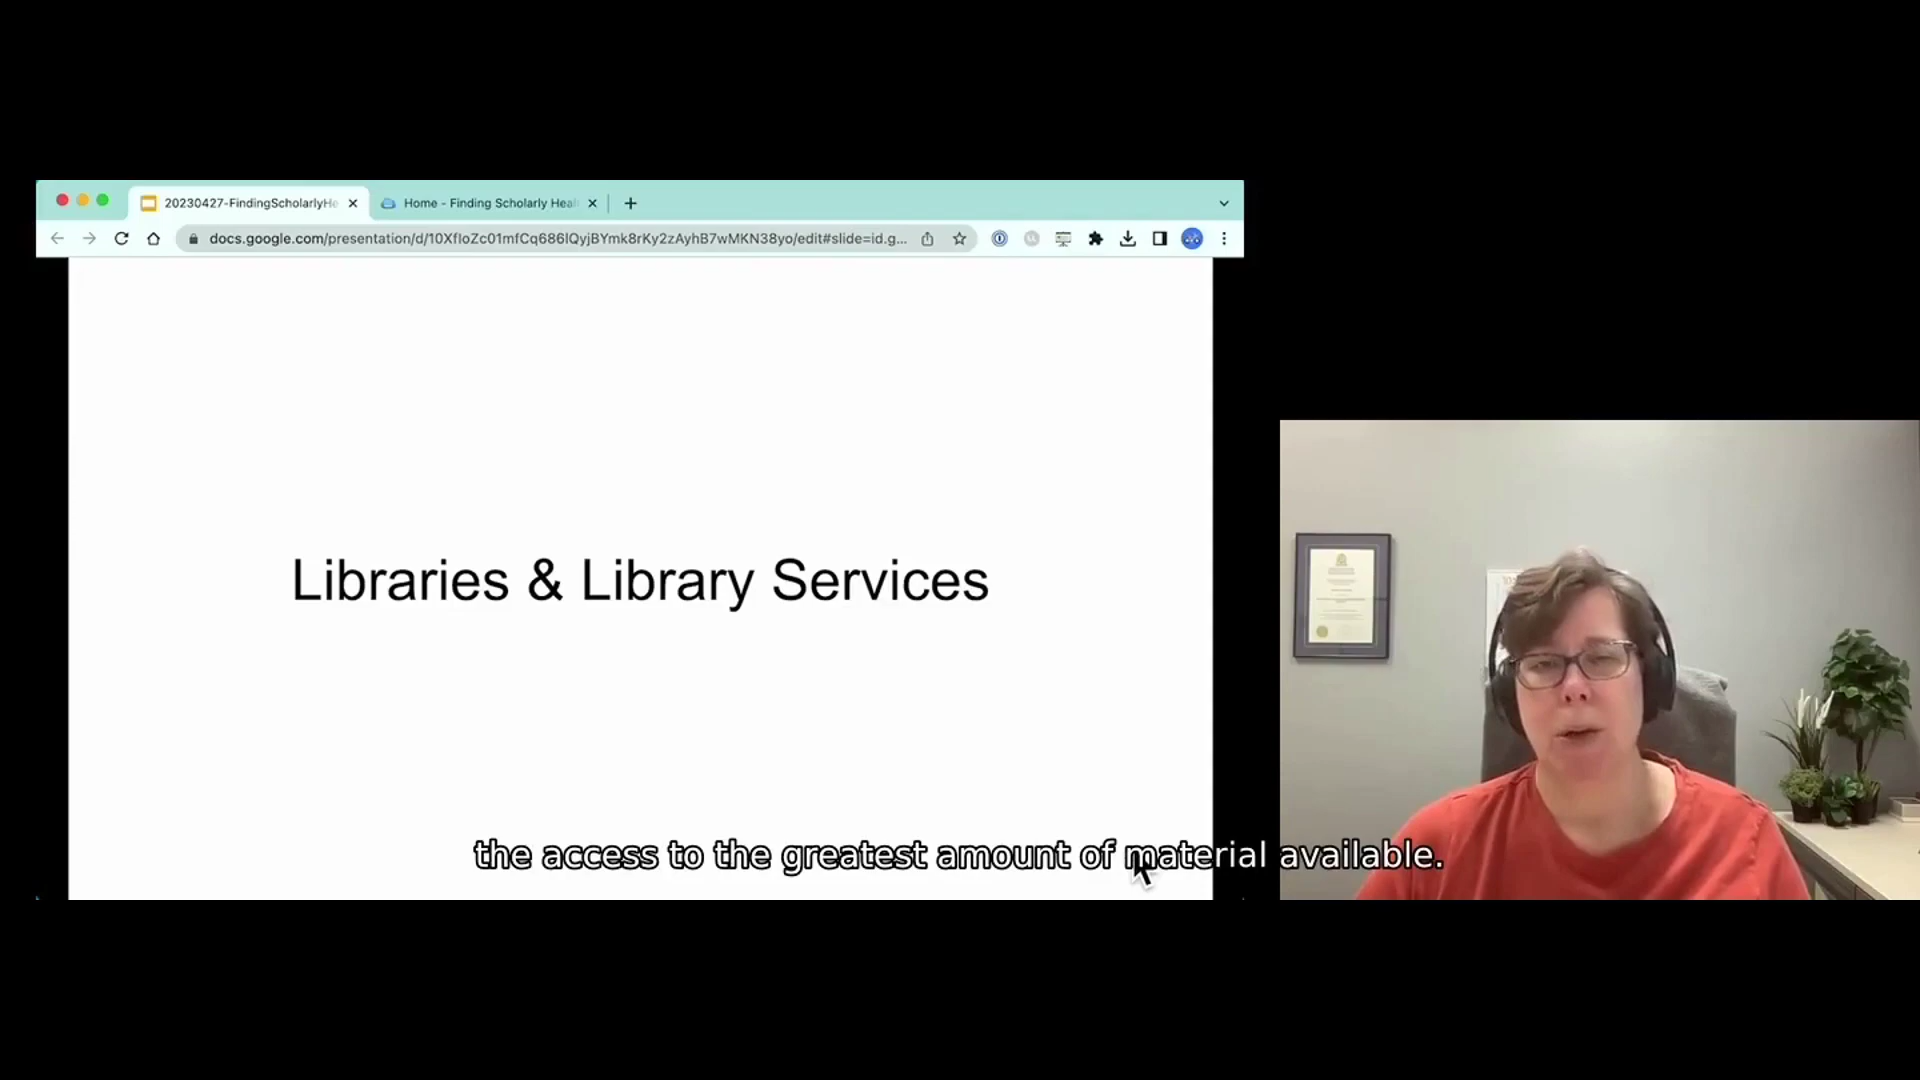 20230427-FindingScholarlyHe
Home - Finding Scholarly Heal
docs.google.com/presentation/d/10XfIoZc01mfCq686lQyjBYmk8rKy2zAyhB7wMKN38yo/edit#slide=id.g...
Libraries & Library Services
the access to the greatest amount of material available.